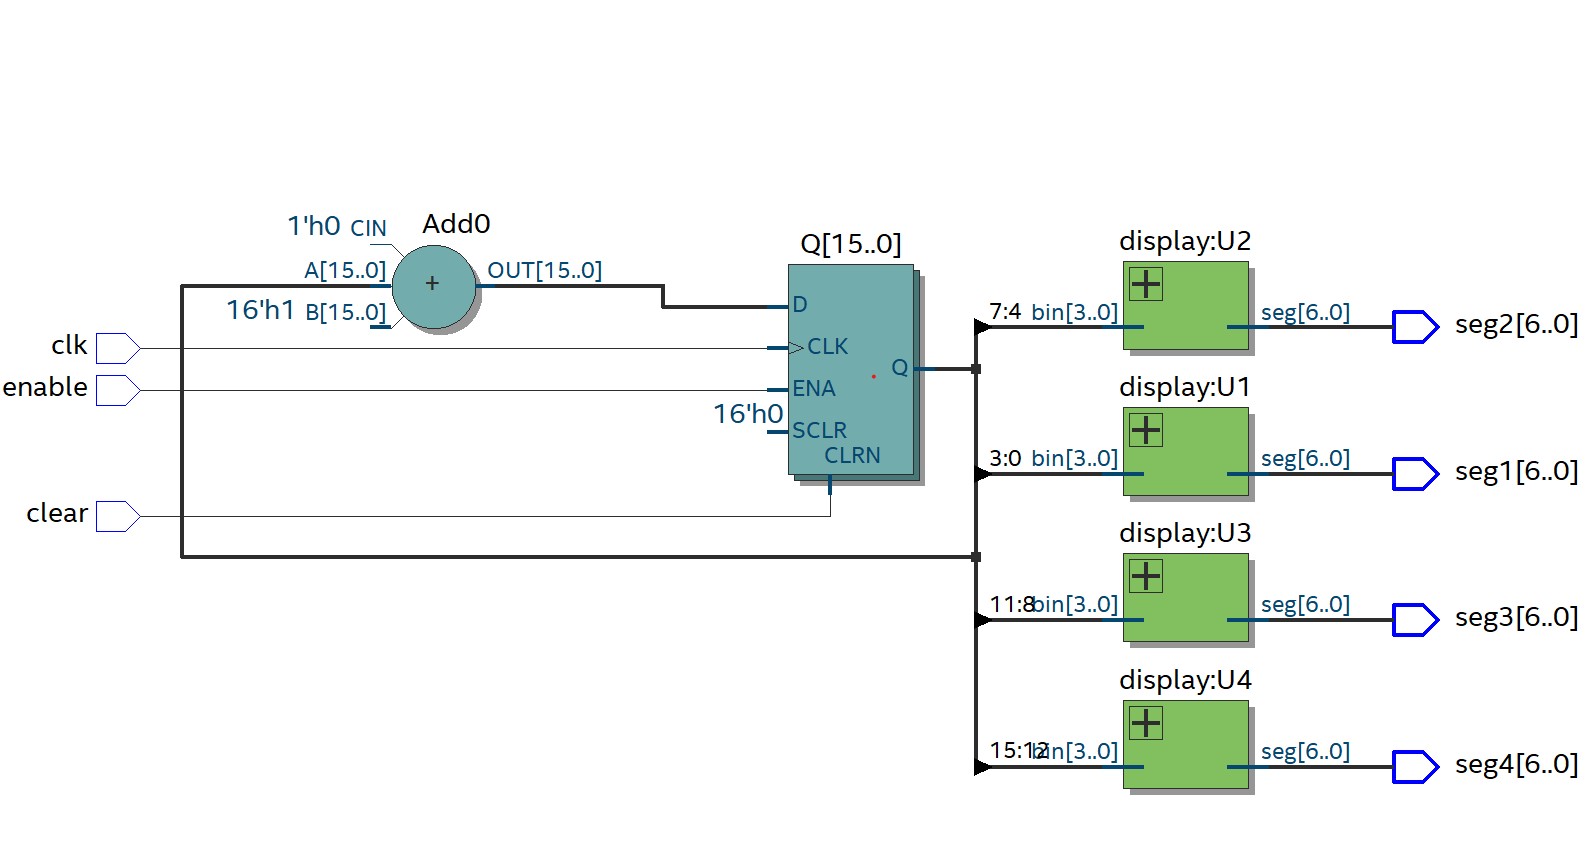 1'h0 CIN
Add0
A[15..0]
OUT[15..0]
16'h1 B[15..0]
+
clk
enable
clear
Q[15..0]
D
CLK
ENA
16'h0
SCLR
CLRN
Q
display:U2
7:4 bin[3..0]
seg[6..0]
seg2[6..0]
display:U1
3:0 bin[3..0]
seg[6..0]
seg1[6..0]
display:U3
11:8 bin[3..0]
seg[6..0]
seg3[6..0]
display:U4
15:12 bin[3..0]
seg[6..0]
seg4[6..0]